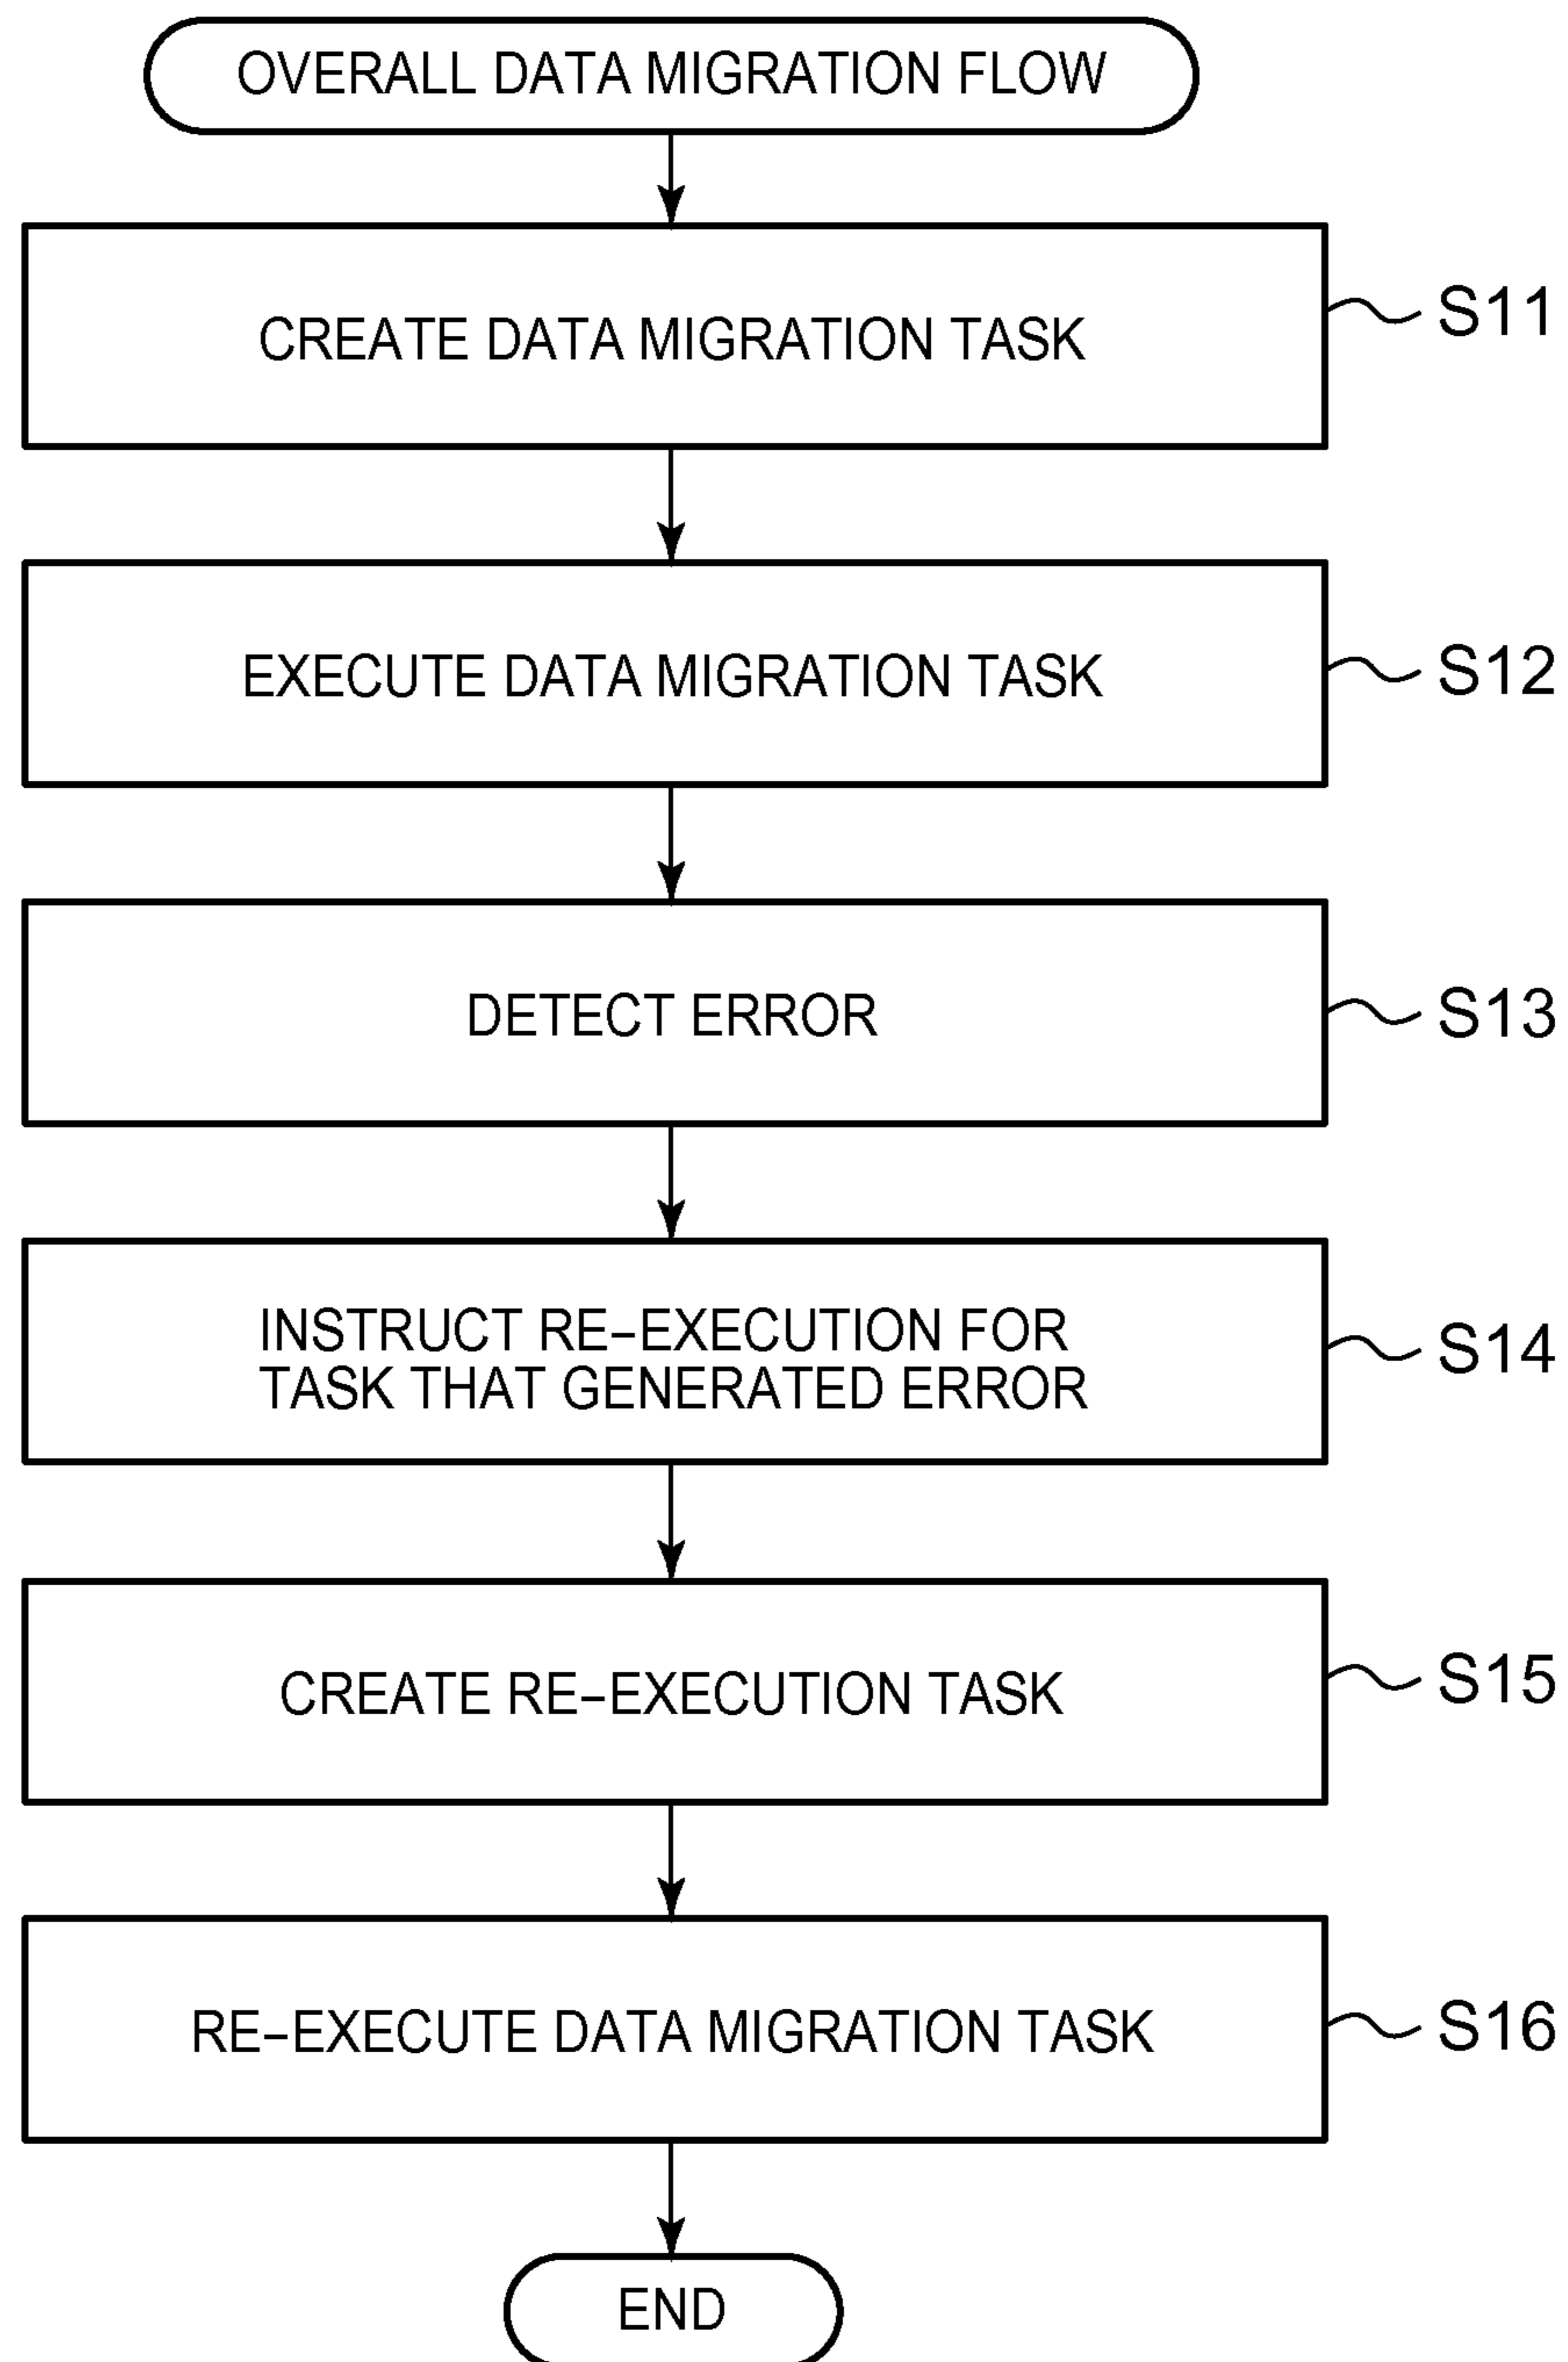 OVERALL DATA MIGRATION FLOW
CREATE DATA MIGRATION TASK
S11
EXECUTE DATA MIGRATION TASK
S12
DETECT ERROR
S13
INSTRUCT RE-EXECUTION FOR
TASK THAT GENERATED ERROR
S14
CREATE RE-EXECUTION TASK
S15
RE-EXECUTE DATA MIGRATION TASK
S16
END